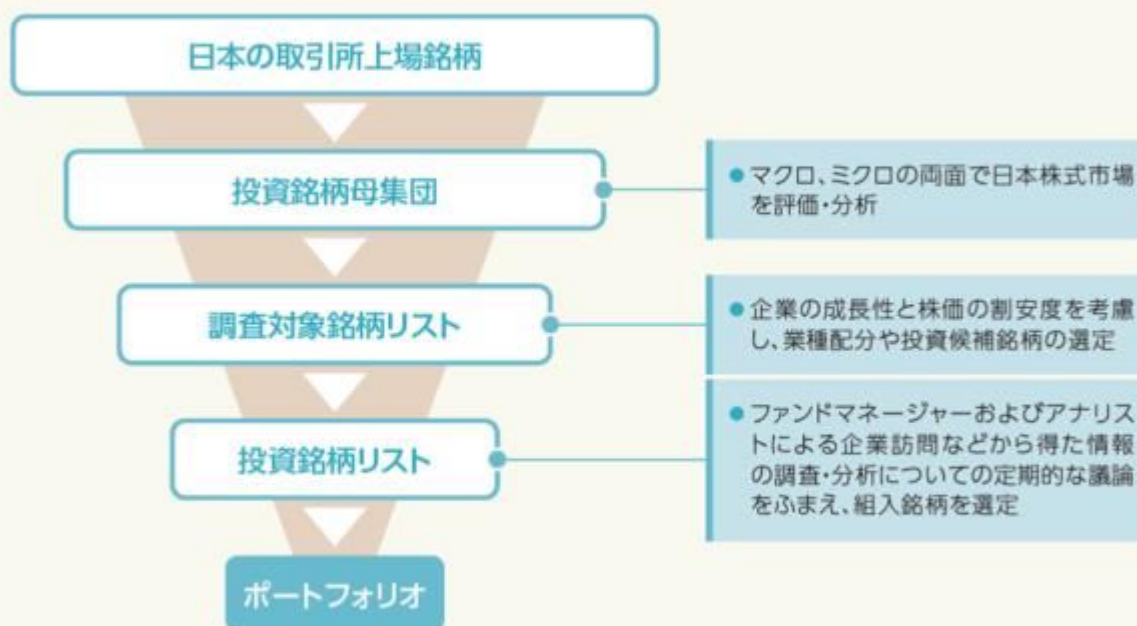 日本の取引所上場銘柄
投資銘柄母集団
●マクロ、ミクロの両面で日本株式市場
を評価・分析
調査対象銘柄リスト
●企業の成長性と株価の割安度を考慮
し、業種配分や投資候補銘柄の選定
投資銘柄リスト
●ファンドマネージャーおよびアナリス
トによる企業訪問などから得た情報
の調査・分析についての定期的な議論
をふまえ、組入銘柄を選定
ポートフォリオ